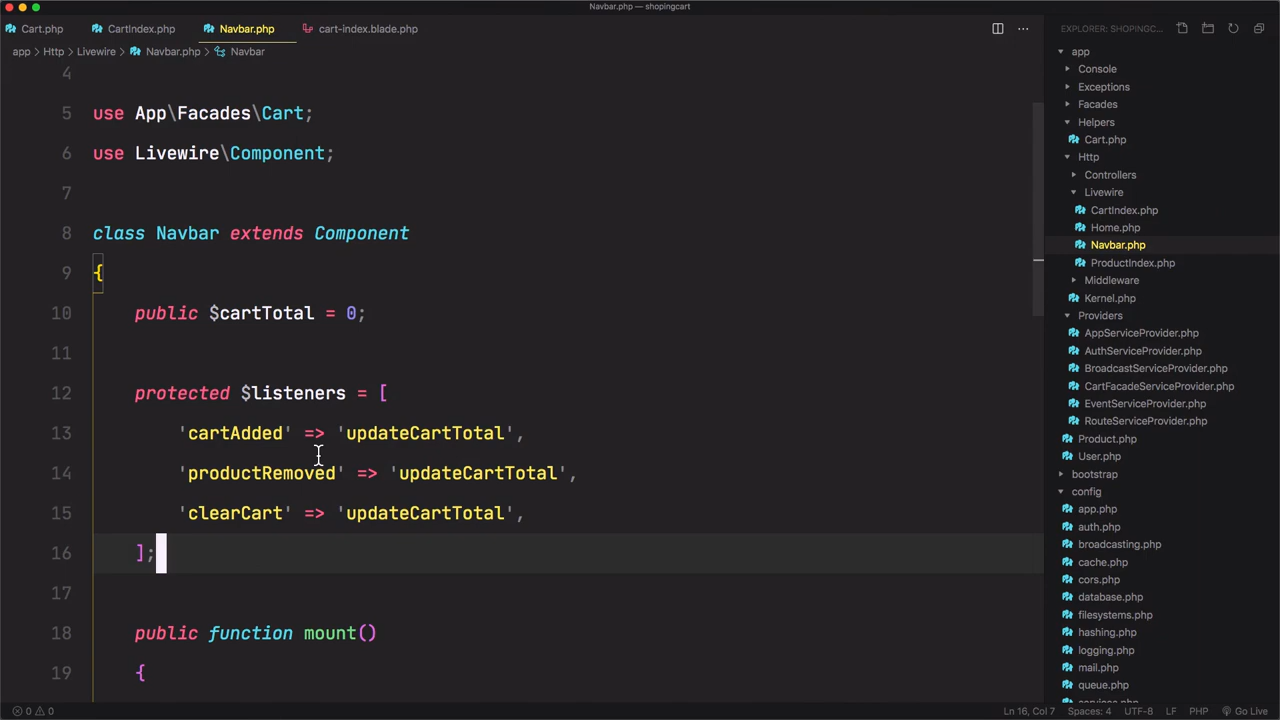 Navbar.php — shopingcart
Cart.php
CartIndex.php
Navbar.php
cart-index.blade.php
app > Http > Livewire > Navbar.php > Navbar
4
5 use App\Facades\Cart;
6 use Livewire\Component;
7
8 class Navbar extends Component
9 {
10 public $cartTotal = 0;
11
12 protected $listeners = [
13 'cartAdded' => 'updateCartTotal',
14 'productRemoved' => 'updateCartTotal',
15 'clearCart' => 'updateCartTotal',
16 ];
17
18 public function mount()
19 {
EXPLORER: SHOPINGC...
app
Console
Exceptions
Facades
Helpers
Cart.php
Http
Controllers
Livewire
CartIndex.php
Home.php
Navbar.php
ProductIndex.php
Middleware
Kernel.php
Providers
AppServiceProvider.php
AuthServiceProvider.php
BroadcastServiceProvider.php
CartFacadeServiceProvider.php
EventServiceProvider.php
RouteServiceProvider.php
Product.php
User.php
bootstrap
config
app.php
auth.php
broadcasting.php
cache.php
cors.php
database.php
filesystems.php
hashing.php
logging.php
mail.php
queue.php
0 0
Ln 16, Col 7 Spaces: 4 UTF-8 LF PHP Go Live